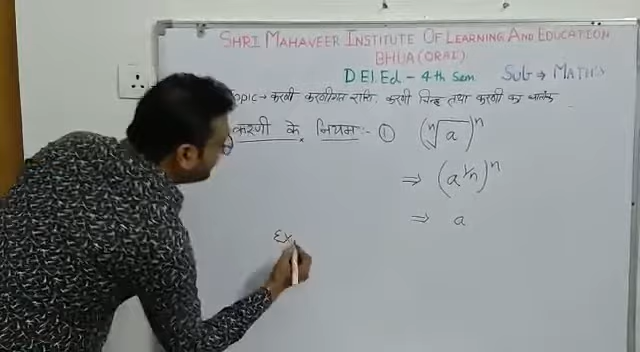 SHRI MAHAVEER INSTITUTE OF LEARNING AND EDUCATION
BHUA (ORAI)
D.El.Ed - 4th Sem Sub → MATHS
Topic → करणी करणीगत राशि, करणी चिन्ह तथा करणी का घातांक
करणी के नियम :- ① (ⁿ√a)ⁿ
⇒ (a^1/n)ⁿ
⇒ a
Ex